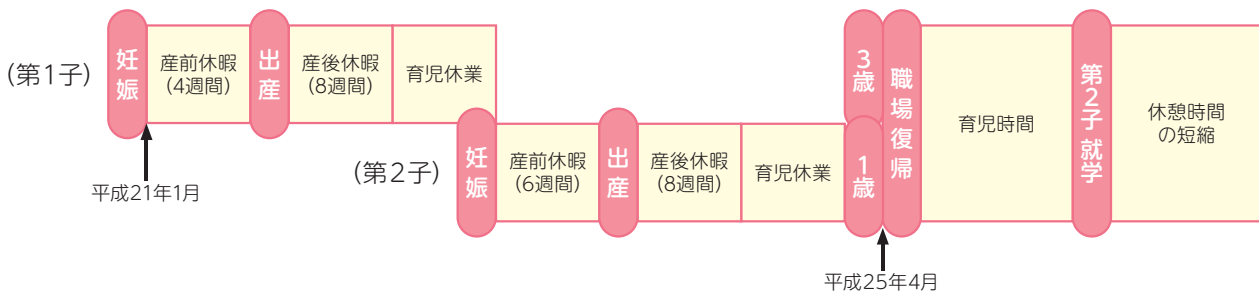 (第1子)
妊娠
産前休暇
(4週間)
出産
産後休暇
(8週間)
育児休業
平成21年1月
(第2子)
妊娠
産前休暇
(6週間)
出産
産後休暇
(8週間)
育児休業
3歳
1歳
職場復帰
平成25年4月
育児時間
第2子 就学
休憩時間
の短縮